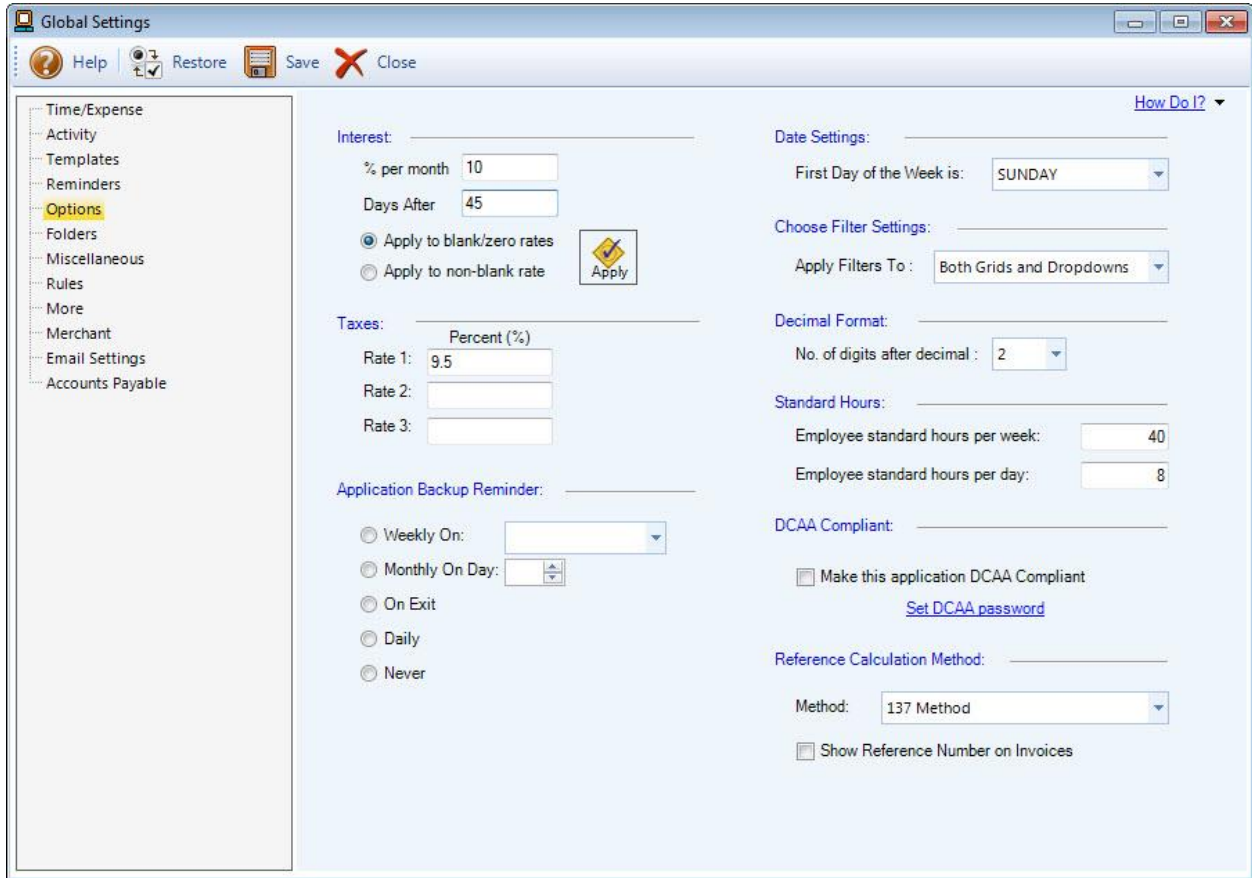 Global Settings
Help Restore Save Close
Time/Expense
Activity
Templates
Reminders
Options
Folders
Miscellaneous
Rules
More
Merchant
Email Settings
Accounts Payable
How Do I?
Interest:
% per month 10
Days After 45
Apply to blank/zero rates
Apply to non-blank rate
Apply
Taxes:
Percent (%)
Rate 1: 9.5
Rate 2:
Rate 3:
Application Backup Reminder:
Weekly On:
Monthly On Day:
On Exit
Daily
Never
Date Settings:
First Day of the Week is: SUNDAY
Choose Filter Settings:
Apply Filters To : Both Grids and Dropdowns
Decimal Format:
No. of digits after decimal : 2
Standard Hours:
Employee standard hours per week: 40
Employee standard hours per day: 8
DCAA Compliant:
Make this application DCAA Compliant
Set DCAA password
Reference Calculation Method:
Method: 137 Method
Show Reference Number on Invoices